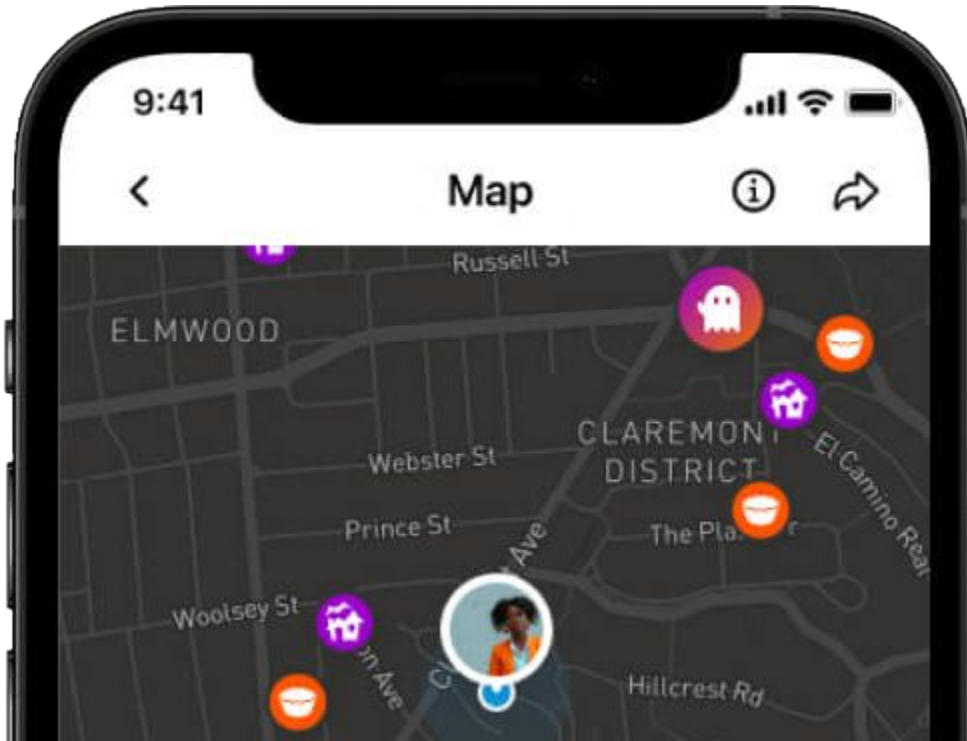 9:41
Map
Russell St
ELMWOOD
CLAREMONT
DISTRICT
El Camino Real
Webster St
Prince St
Ave
Woolsey St
Ave
Hillcrest Rd